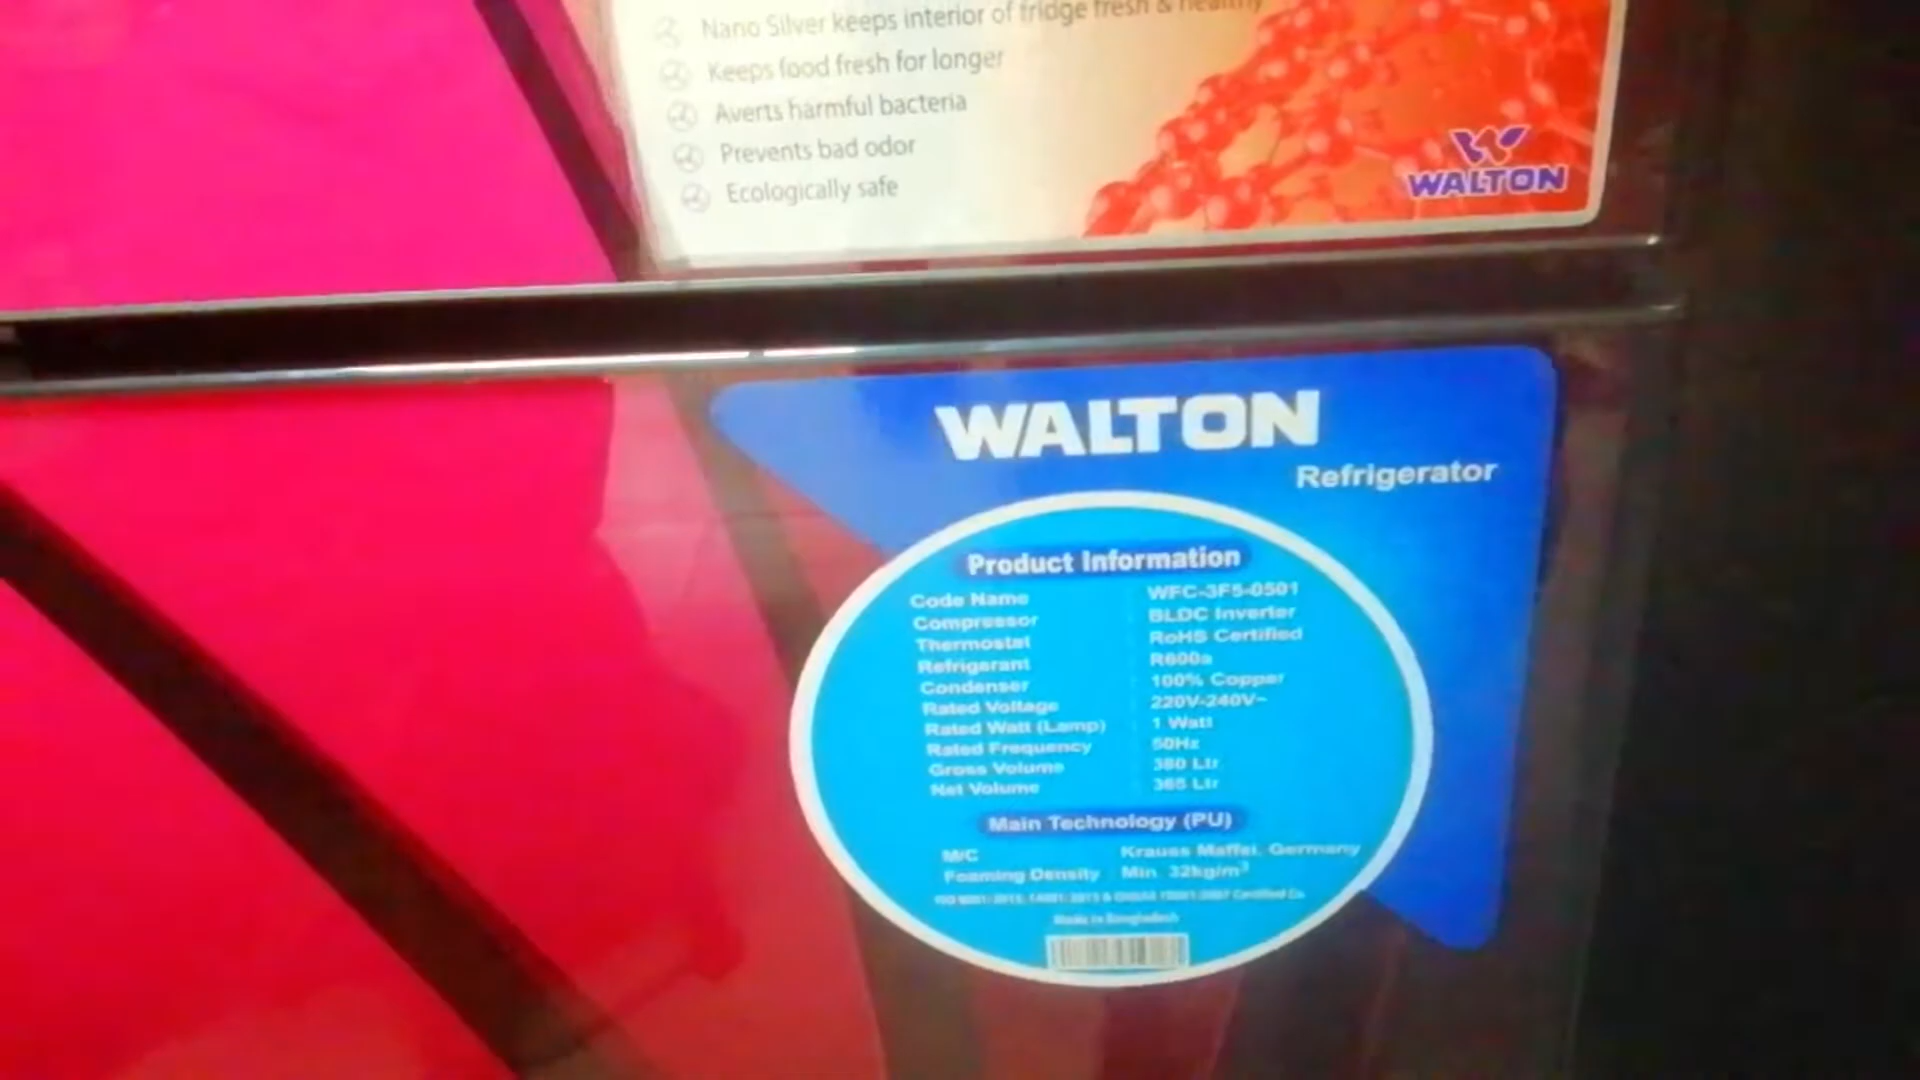 Nano Silver keeps interior of fridge fresh & healthy
Keeps food fresh for longer
Averts harmful bacteria
Prevents bad odor
Ecologically safe
WALTON
WALTON
Refrigerator
Product Information
Code Name : WFC-3F5-0501
Compressor : BLDC Inverter
Thermostat : RoHS Certified
Refrigerant : R600a
Condenser : 100% Copper
Rated Voltage : 220V-240V~
Rated Watt (Lamp) : 1 Watt
Rated Frequency : 50Hz
Gross Volume : 380 Ltr
Net Volume : 365 Ltr
Main Technology (PU)
M/C Krauss Maffei, Germany
Foaming Density Min 32kg/m³
Certified Co.
Made in Bangladesh